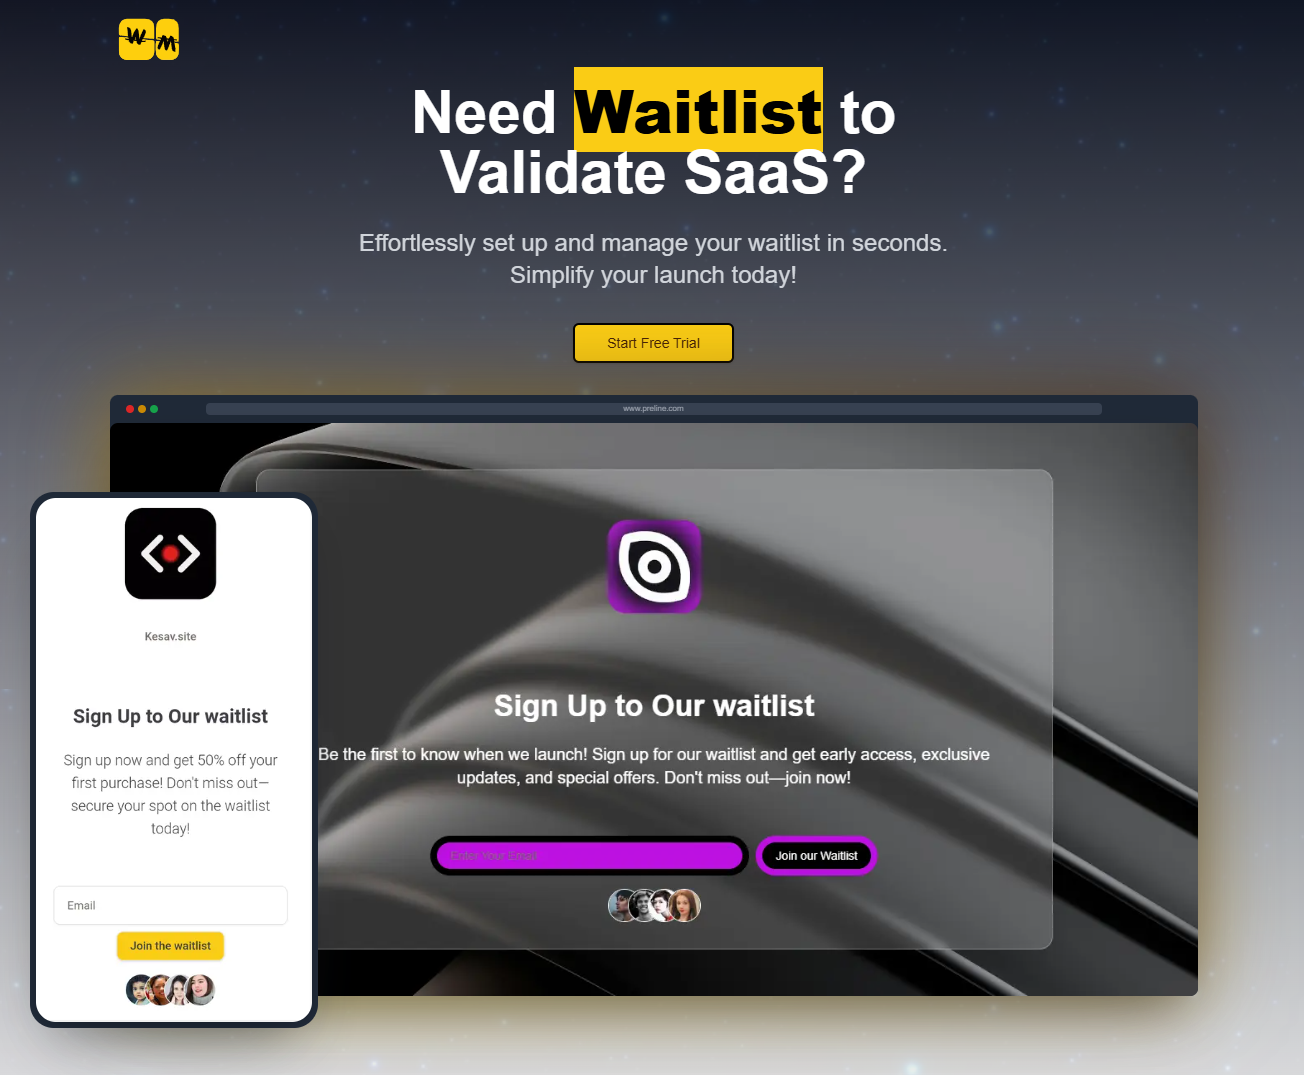 W M
Need Waitlist to
Validate SaaS?
Effortlessly set up and manage your waitlist in seconds.
Simplify your launch today!
Start Free Trial
www.preline.com
Kesav.site
Sign Up to Our waitlist
Sign up now and get 50% off your
first purchase! Don't miss out—
secure your spot on the waitlist
today!
Email
Join the waitlist
Sign Up to Our waitlist
Be the first to know when we launch! Sign up for our waitlist and get early access, exclusive
updates, and special offers. Don't miss out—join now!
Enter Your Email
Join our Waitlist